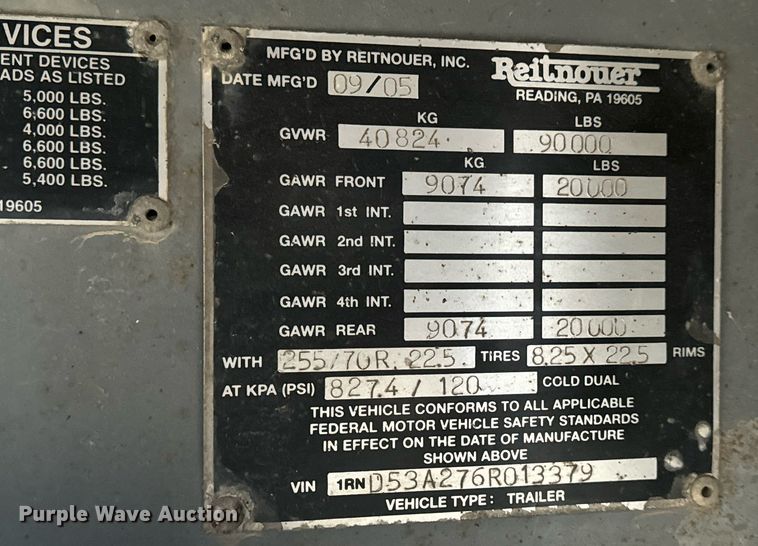 VICES
ENT DEVICES
ADS AS LISTED
5,000 LBS.
6,600 LBS.
4,000 LBS.
6,600 LBS.
6,600 LBS.
5,400 LBS.
19605
MFG'D BY REITNOUER, INC.
Reitnouer
DATE MFG'D 09/05
READING, PA 19605
KG LBS
GVWR 40824 90000
KG LBS
GAWR FRONT 9074 20000
GAWR 1st INT.
GAWR 2nd INT.
GAWR 3rd INT.
GAWR 4th INT.
GAWR REAR 9074 20000
WITH 255/70R 22.5 TIRES 8.25 X 22.5 RIMS
AT KPA (PSI) 827.4 / 120 COLD DUAL
THIS VEHICLE CONFORMS TO ALL APPLICABLE
FEDERAL MOTOR VEHICLE SAFETY STANDARDS
IN EFFECT ON THE DATE OF MANUFACTURE
SHOWN ABOVE
VIN 1RND53A276R013379
VEHICLE TYPE: TRAILER
Purple Wave Auction